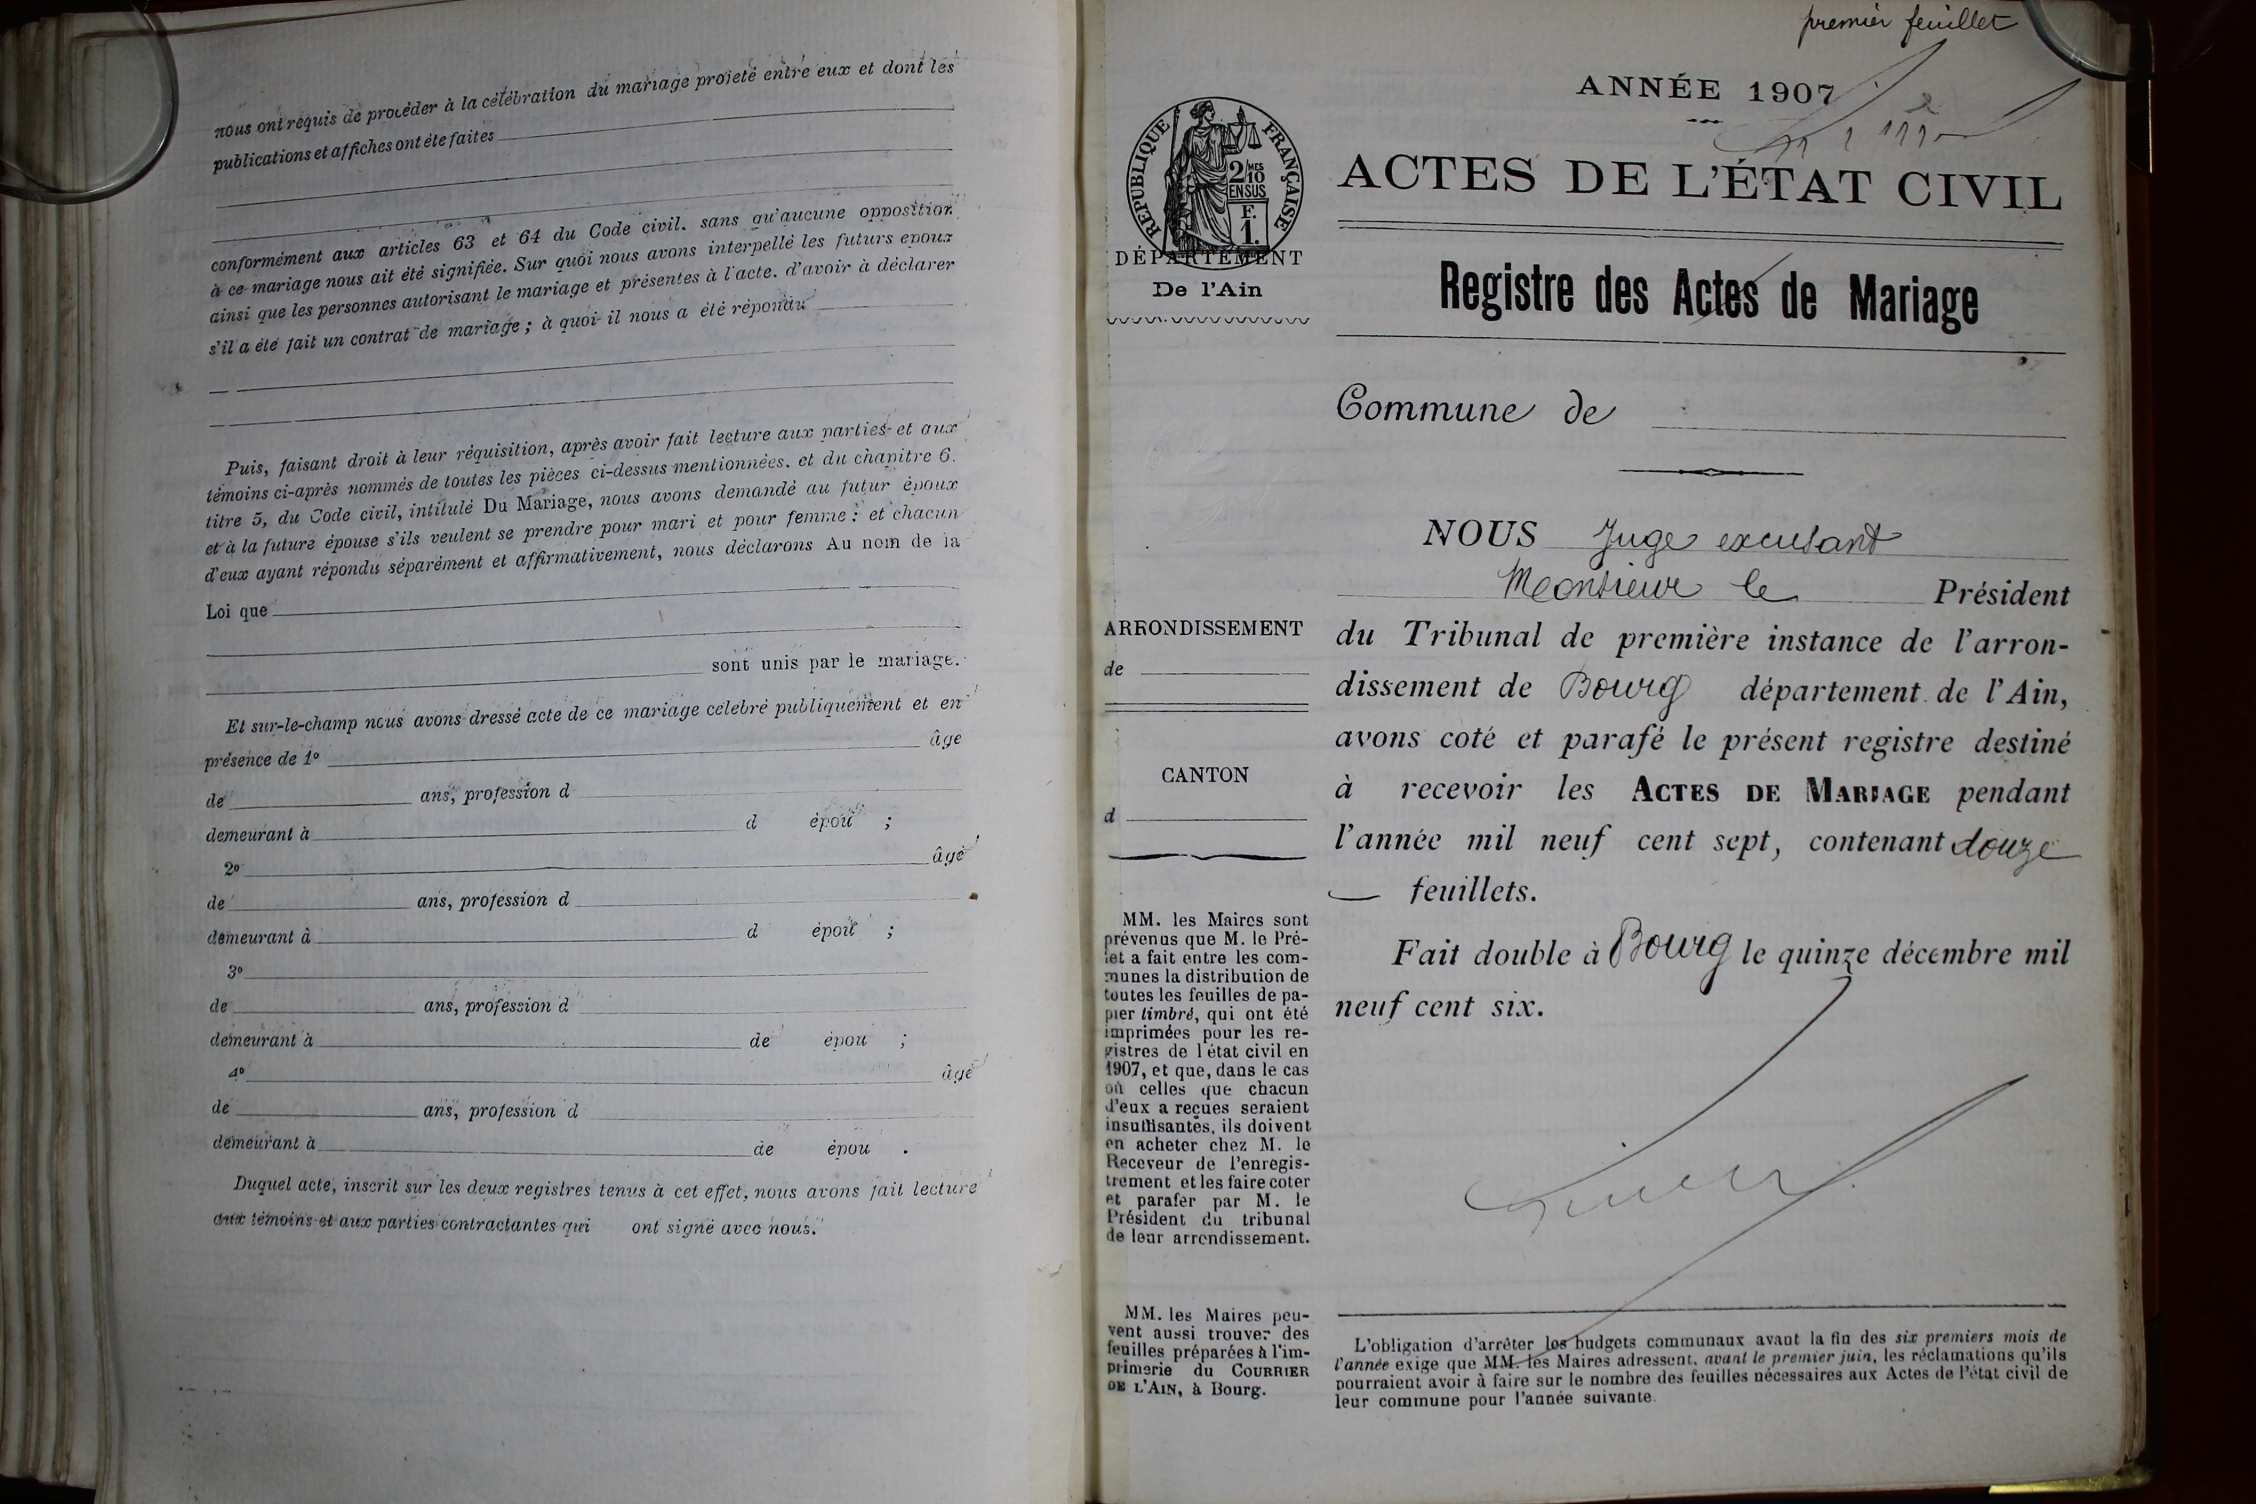 nous ont requis de procéder à la célébration du mariage projeté entre eux et dont les
publications et affiches ont été faites
conformément aux articles 63 et 64 du Code civil. sans qu'aucune opposition
à ce mariage nous ait été signifiée. Sur quoi nous avons interpellé les futurs époux
ainsi que les personnes autorisant le mariage et présentes à l'acte. d'avoir à déclarer
s'il a été fait un contrat de mariage ; à quoi il nous a été répondu
Puis, faisant droit à leur réquisition, après avoir fait lecture aux parties et aux
témoins ci-après nommés de toutes les pièces ci-dessus mentionnées. et du chapitre 6.
titre 5, du Code civil, intitulé Du Mariage, nous avons demandé au futur époux
et à la future épouse s'ils veulent se prendre pour mari et pour femme : et chacun
d'eux ayant répondu séparément et affirmativement, nous déclarons Au nom de la
Loi que
sont unis par le mariage.
Et sur-le-champ nous avons dressé acte de ce mariage célébré publiquement et en
présence de 1º âgé
de ans, profession d
demeurant à d épou ;
2º âgé
de ans, profession d
demeurant à d épou ;
3º
de ans, profession d
demeurant à de épou ;
4º âgé
de ans, profession d
demeurant à de épou .
Duquel acte, inscrit sur les deux registres tenus à cet effet, nous avons fait lecture
aux témoins et aux parties contractantes qui ont signé avec nous.
premier feuillet
ANNÉE 1907
RÉPUBLIQUE FRANÇAISE
2/10 MES
EN SUS
F.
1.
DÉPARTEMENT
De l'Ain
ACTES DE L'ÉTAT CIVIL
Registre des Actes de Mariage
Commune de
ARRONDISSEMENT
de
CANTON
d
MM. les Maires sont
prévenus que M. le Pré-
fet a fait entre les com-
munes la distribution de
toutes les feuilles de pa-
pier timbré, qui ont été
imprimées pour les re-
gistres de l'état civil en
1907, et que, dans le cas
où celles que chacun
d'eux a reçues seraient
insuffisantes, ils doivent
en acheter chez M. le
Receveur de l'enregis-
trement et les faire coter
et parafer par M. le
Président du tribunal
de leur arrondissement.
MM. les Maires peu-
vent aussi trouver des
feuilles préparées à l'im-
primerie du COURRIER
DE L'AIN, à Bourg.
NOUS Juge excusant
Monsieur le Président
du Tribunal de première instance de l'arron-
dissement de Bourg département de l'Ain,
avons coté et parafé le présent registre destiné
à recevoir les ACTES DE MARIAGE pendant
l'année mil neuf cent sept, contenant douze
feuillets.
Fait double à Bourg le quinze décembre mil
neuf cent six.
L'obligation d'arrêter les budgets communaux avant la fin des six premiers mois de
l'année exige que MM. les Maires adressent, avant le premier juin, les réclamations qu'ils
pourraient avoir à faire sur le nombre des feuilles nécessaires aux Actes de l'état civil de
leur commune pour l'année suivante.